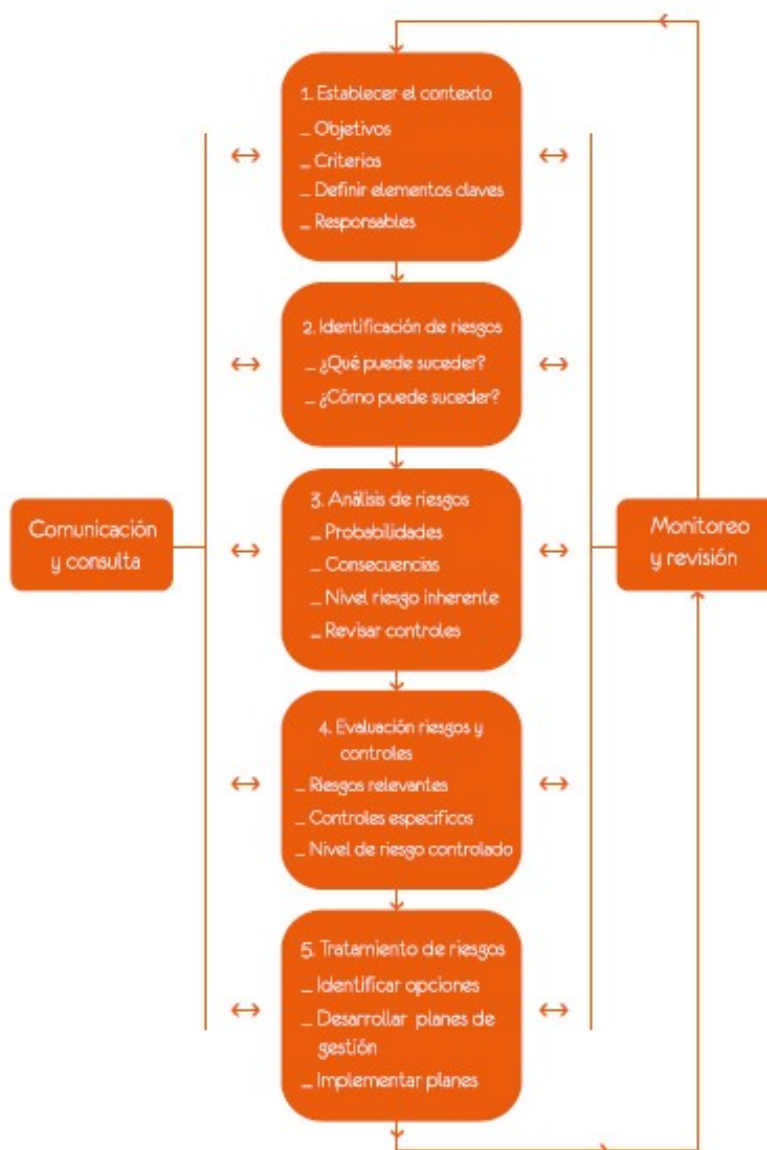 1. Establecer el contexto
_ Objetivos
_ Criterios
_ Definir elementos claves
_ Responsables
2. Identificación de riesgos
_ ¿Qué puede suceder?
_ ¿Cómo puede suceder?
Comunicación
y consulta
3. Análisis de riesgos
_ Probabilidades
_ Consecuencias
_ Nivel riesgo inherente
_ Revisar controles
Monitoreo
y revisión
4. Evaluación riesgos y
controles
_ Riesgos relevantes
_ Controles específicos
_ Nivel de riesgo controlado
5. Tratamiento de riesgos
_ Identificar opciones
_ Desarrollar planes de
gestión
_ Implementar planes